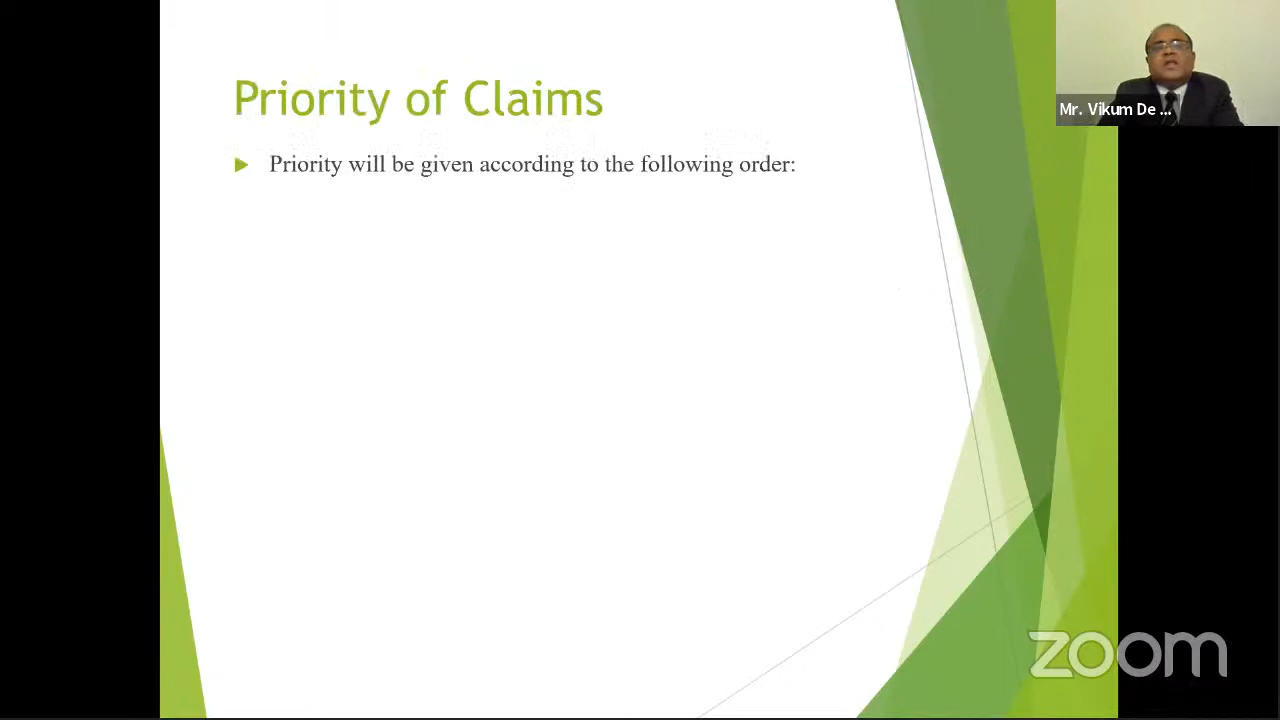 Priority of Claims
Priority will be given according to the following order:
Mr. Vikum De ...
zoom